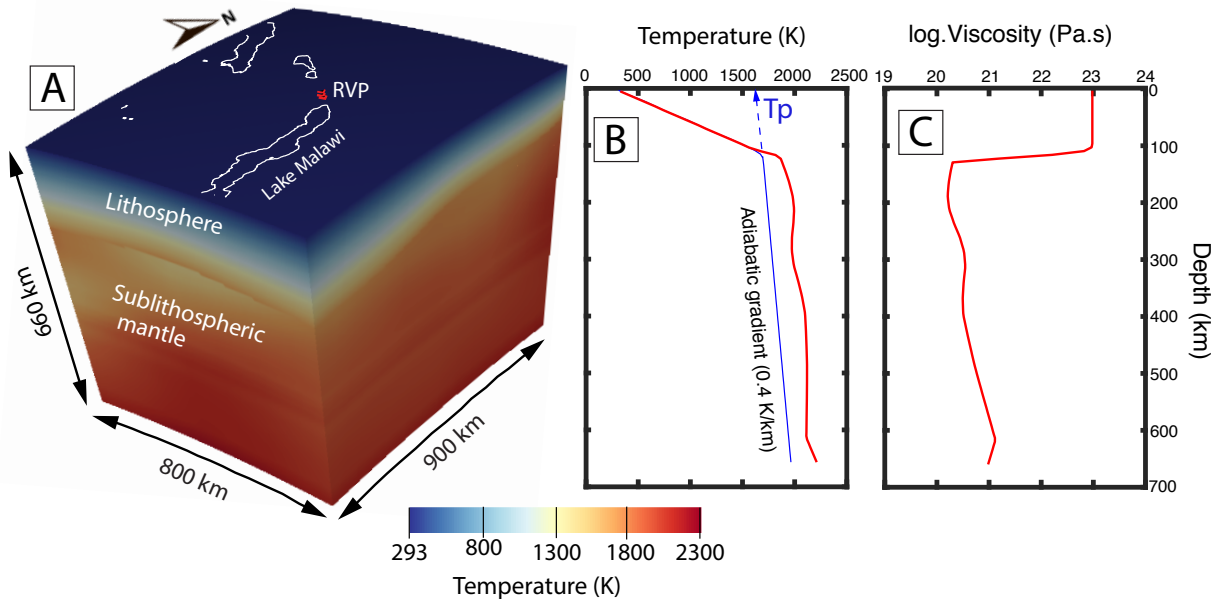 N
A
RVP
Lake Malawi
Lithosphere
Sublithospheric
mantle
660 km
800 km
900 km
293 800 1300 1800 2300
Temperature (K)
Temperature (K)
0 500 1000 1500 2000 2500
Tp
B
Adiabatic gradient (0.4 K/km)
log.Viscosity (Pa.s)
19 20 21 22 23 24
C
0
100
200
300
400
500
600
700
Depth (km)